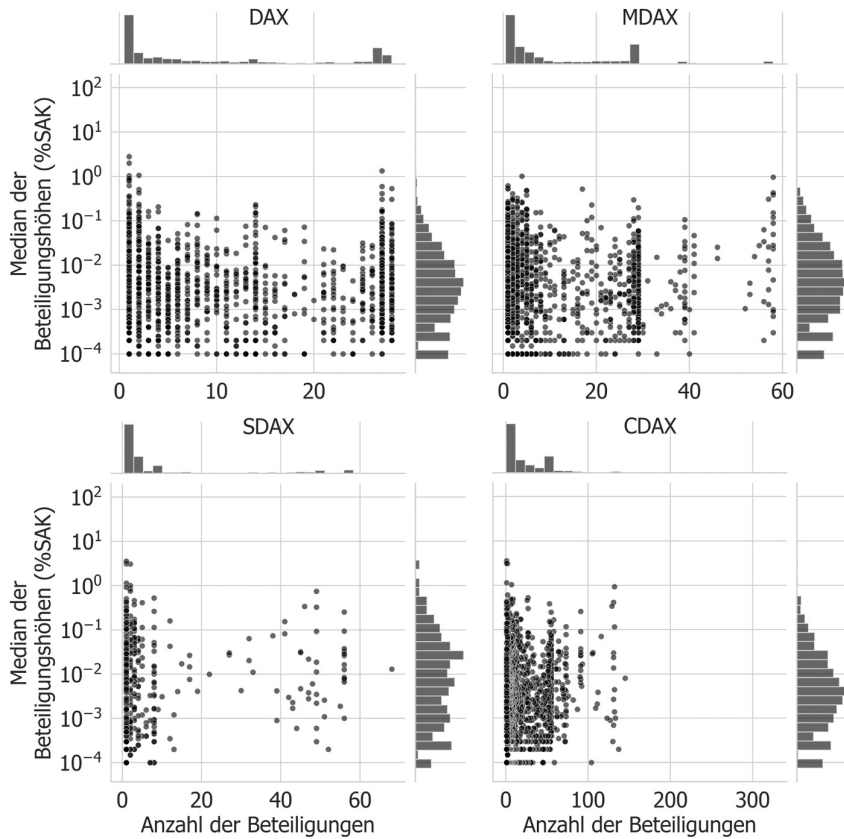 DAX
MDAX
Median der
Beteiligungshöhen (%SAK)
10²
10¹
10⁰
10⁻¹
10⁻²
10⁻³
10⁻⁴
0
10
20
0
20
40
60
SDAX
CDAX
Median der
Beteiligungshöhen (%SAK)
10²
10¹
10⁰
10⁻¹
10⁻²
10⁻³
10⁻⁴
0
20
40
60
0
100
200
300
Anzahl der Beteiligungen
Anzahl der Beteiligungen